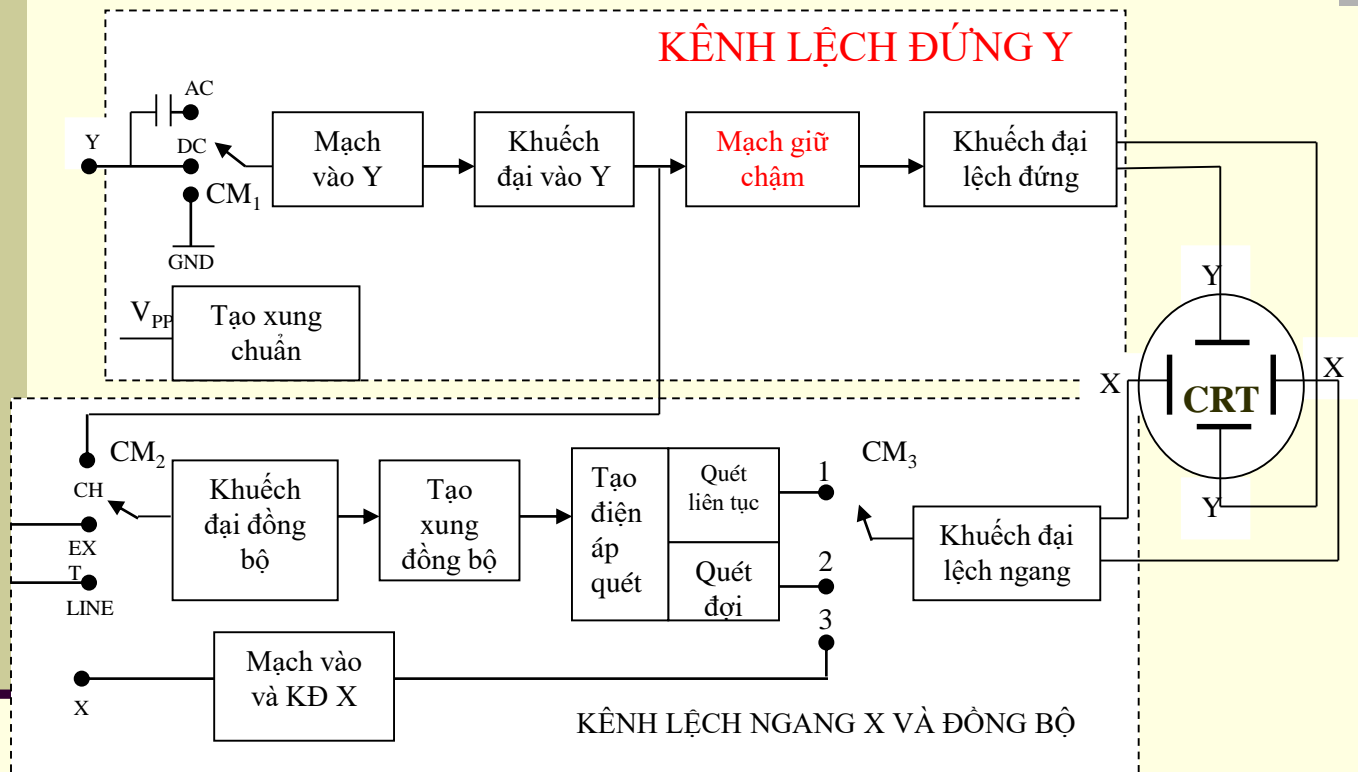 KÊNH LỆCH ĐỨNG Y
AC
Y
DC
CM1
GND
Mạch
vào Y
Khuếch
đại vào Y
Mạch giữ
chậm
Khuếch đại
lệch đứng
VPP
Tạo xung
chuẩn
Y
X
CRT
X
Y
CM2
CH
EX
T
LINE
Khuếch
đại đồng
bộ
Tạo
xung
đồng bộ
Tạo
điện
áp
quét
Quét
liên tục
Quét
đợi
1
2
3
CM3
Khuếch đại
lệch ngang
X
Mạch vào
và KĐ X
KÊNH LỆCH NGANG X VÀ ĐỒNG BỘ